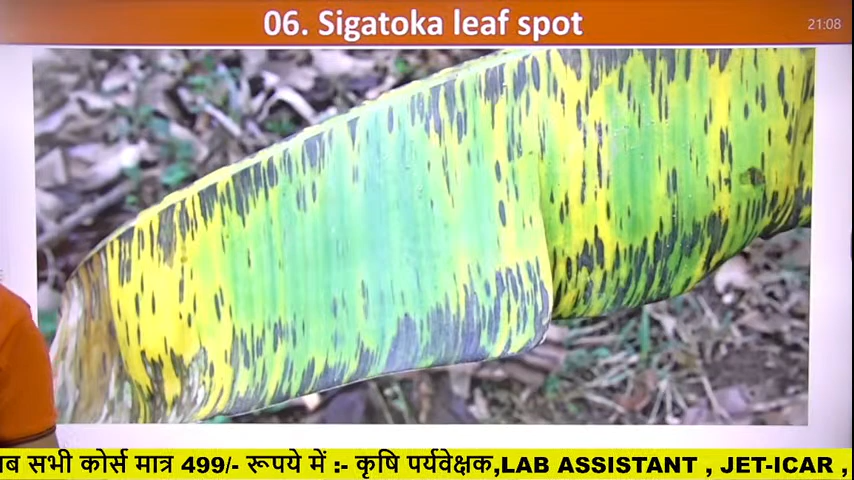 06. Sigatoka leaf spot
21:08
सभी कोर्स मात्र 499/- रूपये में :- कृषि पर्यवेक्षक,LAB ASSISTANT , JET-ICAR ,